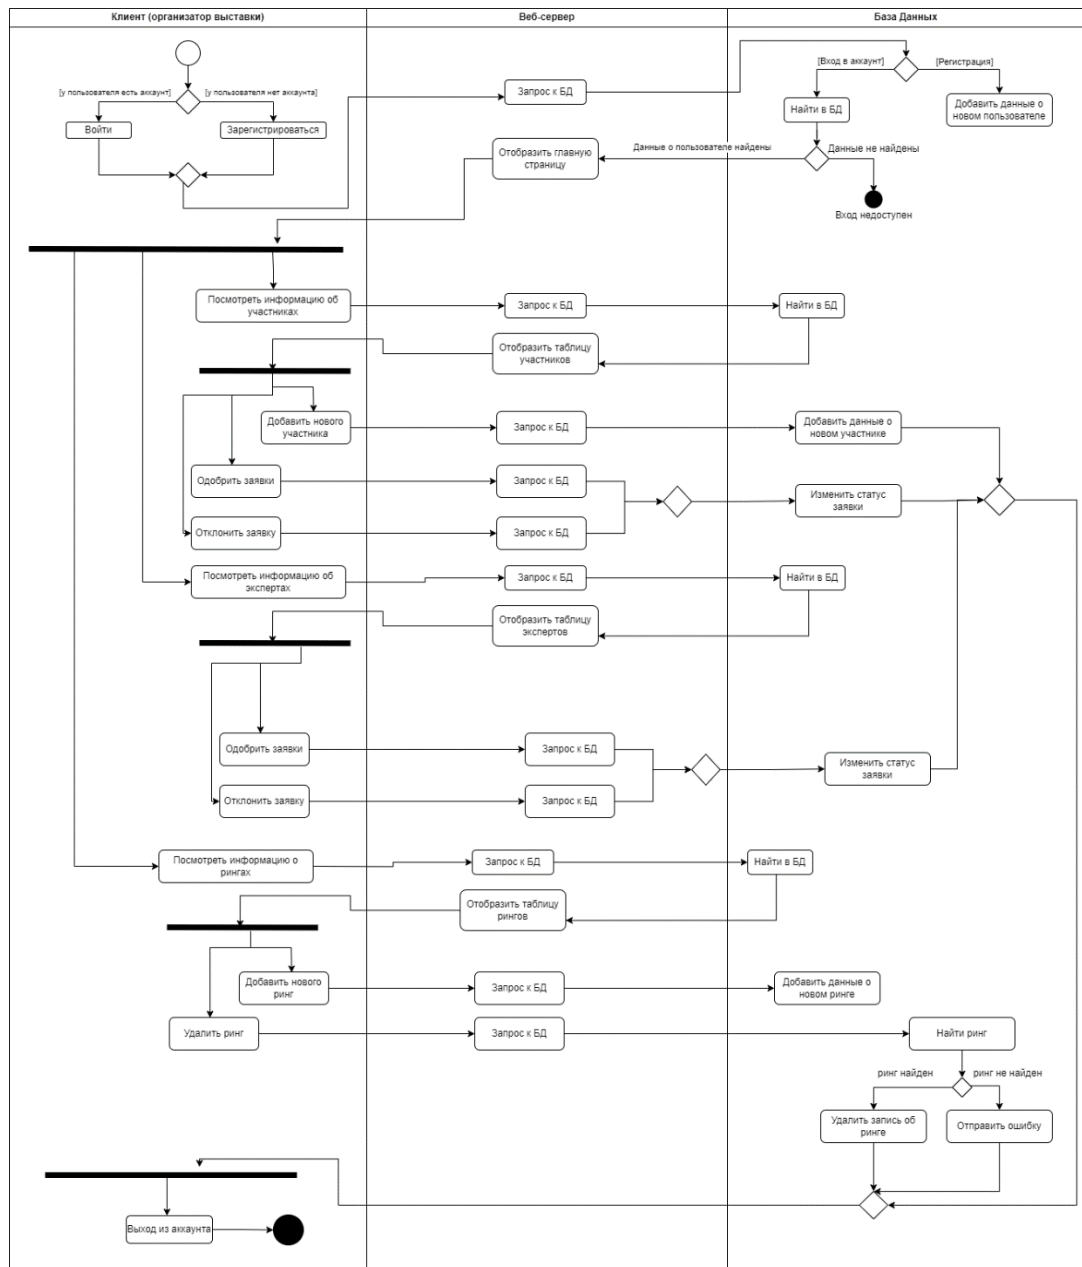 Клиент (организатор выставки)
Веб-сервер
База Данных
[у пользователя есть аккаунт]
[у пользователя нет аккаунта]
Войти
Зарегистрироваться
Запрос к БД
[Вход в аккаунт]
[Регистрация]
Найти в БД
Добавить данные о
новом пользователе
Отобразить главную
страницу
Данные о пользователе найдены
Данные не найдены
Вход недоступен
Посмотреть информацию об
участниках
Запрос к БД
Найти в БД
Отобразить таблицу
участников
Добавить нового
участника
Запрос к БД
Добавить данные о
новом участнике
Одобрить заявки
Запрос к БД
Изменить статус
заявки
Отклонить заявку
Запрос к БД
Посмотреть информацию об
экспертах
Запрос к БД
Найти в БД
Отобразить таблицу
экспертов
Одобрить заявки
Запрос к БД
Изменить статус
заявки
Отклонить заявку
Запрос к БД
Посмотреть информацию о
рингах
Запрос к БД
Найти в БД
Отобразить таблицу
рингов
Добавить нового
ринг
Запрос к БД
Добавить данные о
новом ринге
Удалить ринг
Запрос к БД
Найти ринг
ринг найден
ринг не найден
Удалить запись об
ринге
Отправить ошибку
Выход из аккаунта